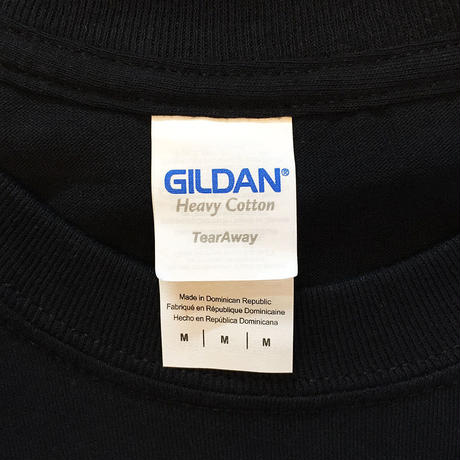 GILDAN®
Heavy Cotton
TearAway
Made in Dominican Republic
Fabriqué en République Dominicaine
Hecho en República Dominicana
M | M | M